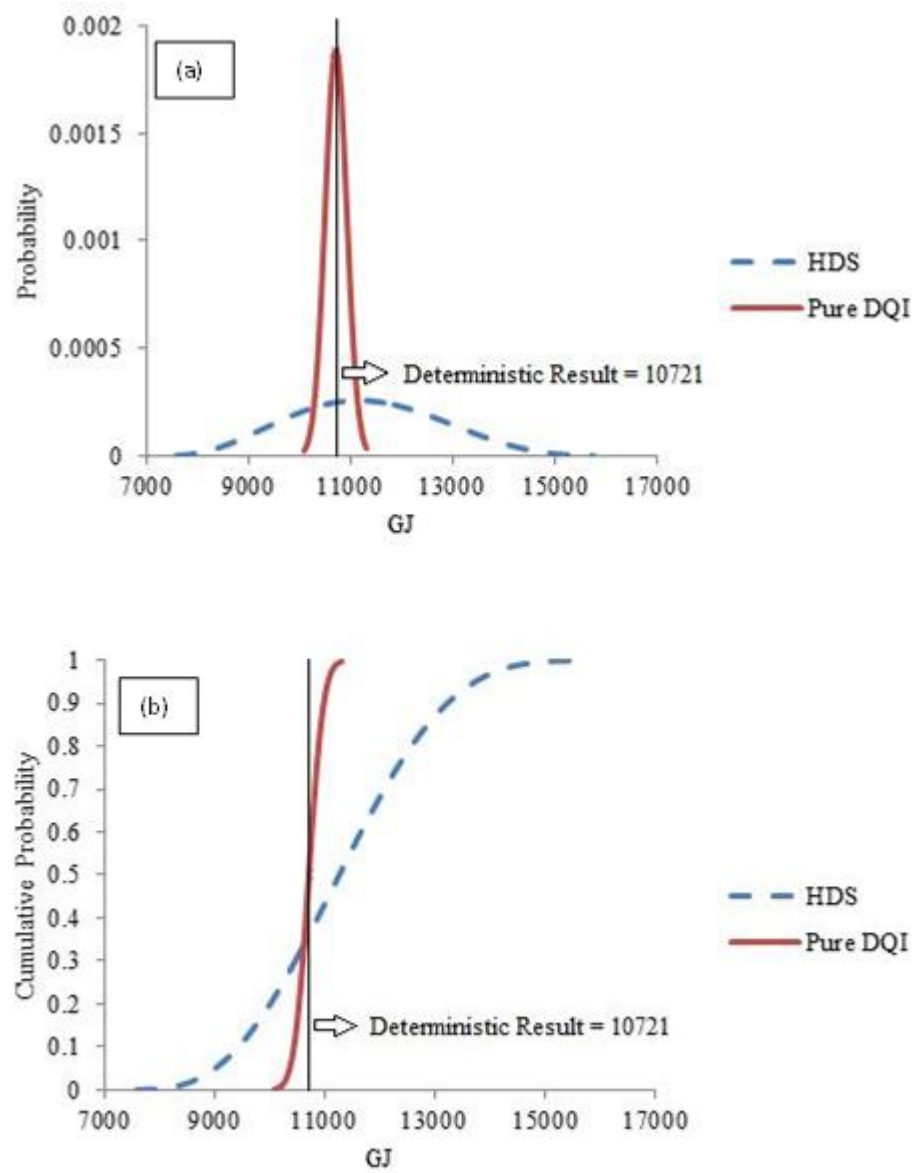 0.002
(a)
0.0015
0.001
0.0005
0
Probability
7000 9000 11000 13000 15000 17000
GJ
Deterministic Result = 10721
HDS
Pure DQI
1
0.9
(b)
0.8
0.7
0.6
0.5
0.4
0.3
0.2
0.1
0
Cumulative Probability
7000 9000 11000 13000 15000 17000
GJ
Deterministic Result = 10721
HDS
Pure DQI